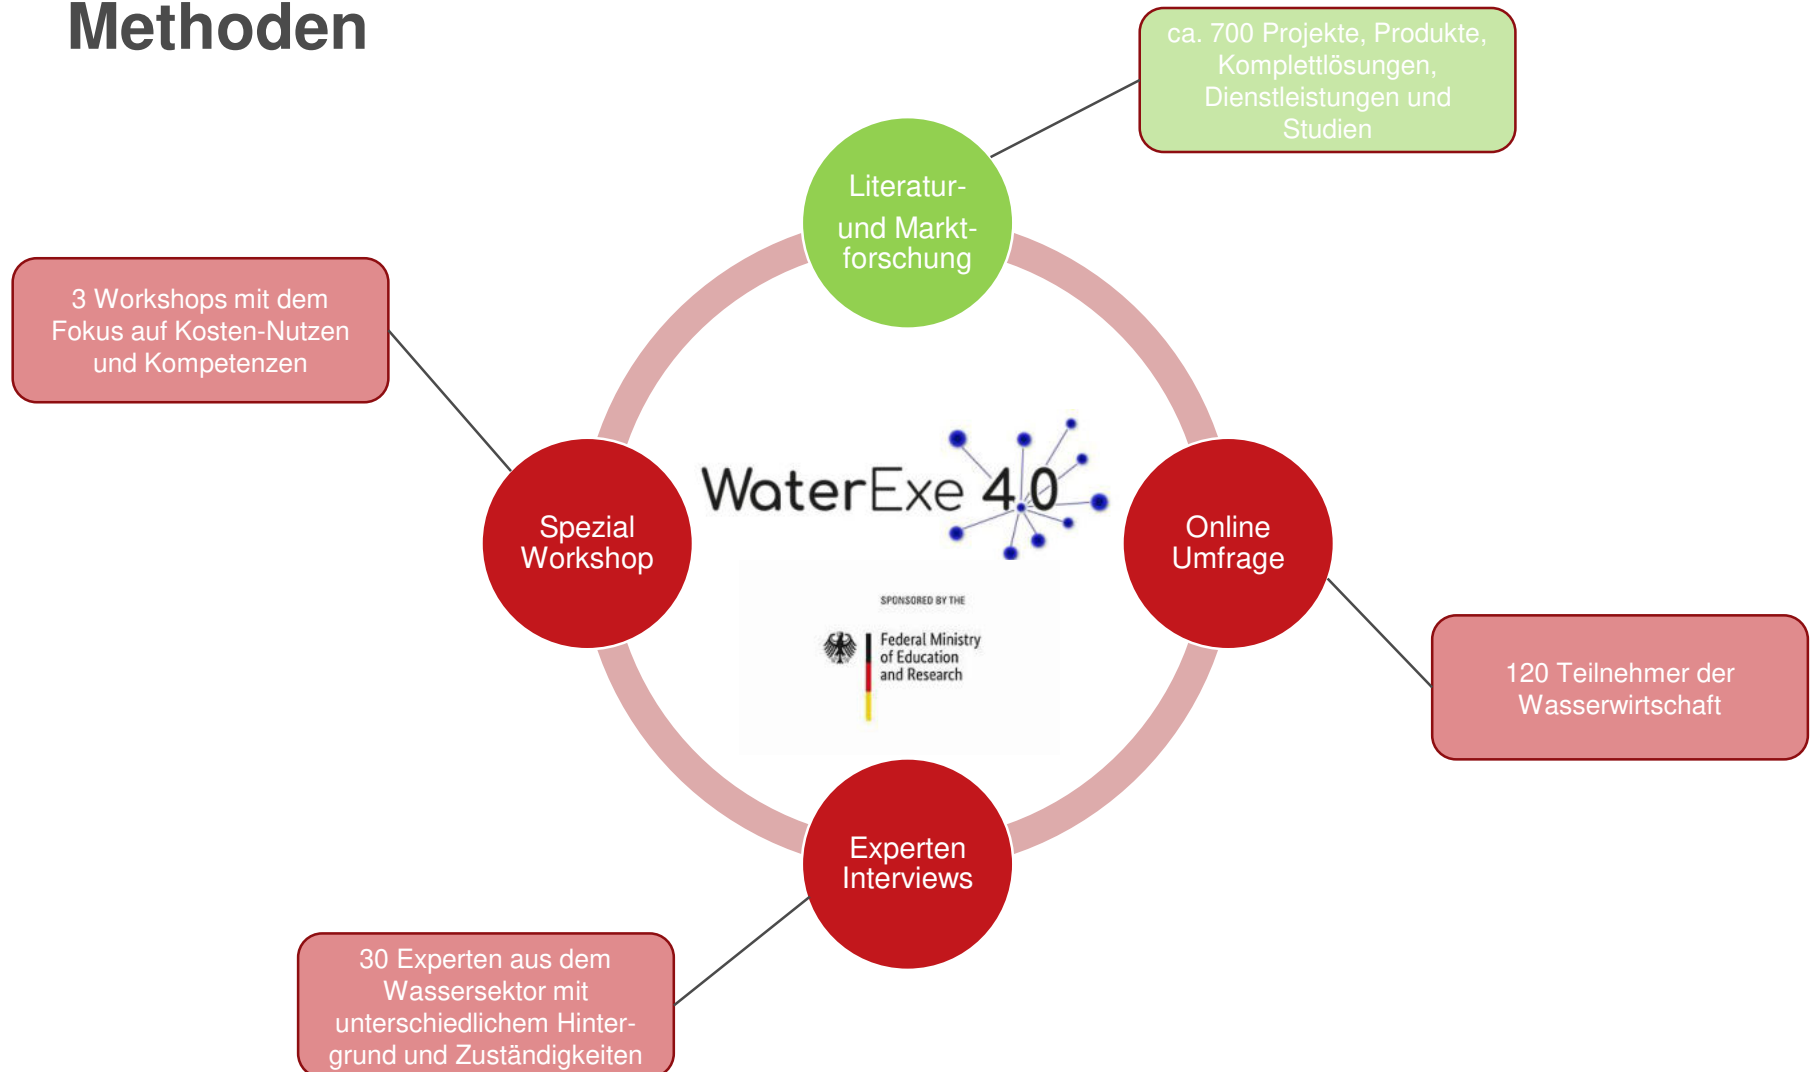 Methoden
ca. 700 Projekte, Produkte,
Komplettlösungen,
Dienstleistungen und
Studien
Literatur-
und Markt-
forschung
3 Workshops mit dem
Fokus auf Kosten-Nutzen
und Kompetenzen
WaterExe 4.0
Spezial
Workshop
Online
Umfrage
SPONSORED BY THE
Federal Ministry
of Education
and Research
120 Teilnehmer der
Wasserwirtschaft
Experten
Interviews
30 Experten aus dem
Wassersektor mit
unterschiedlichem Hinter-
grund und Zuständigkeiten